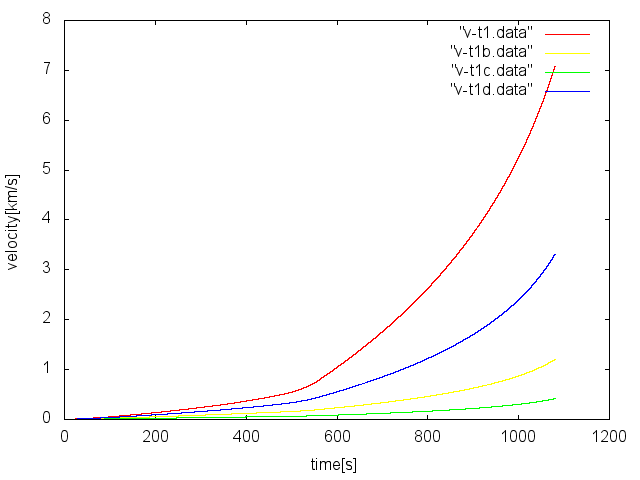 8
7
6
5
4
3
2
1
0
velocity[km/s]
"v-t1.data"
"v-t1b.data"
"v-t1c.data"
"v-t1d.data"
0 200 400 600 800 1000 1200
time[s]